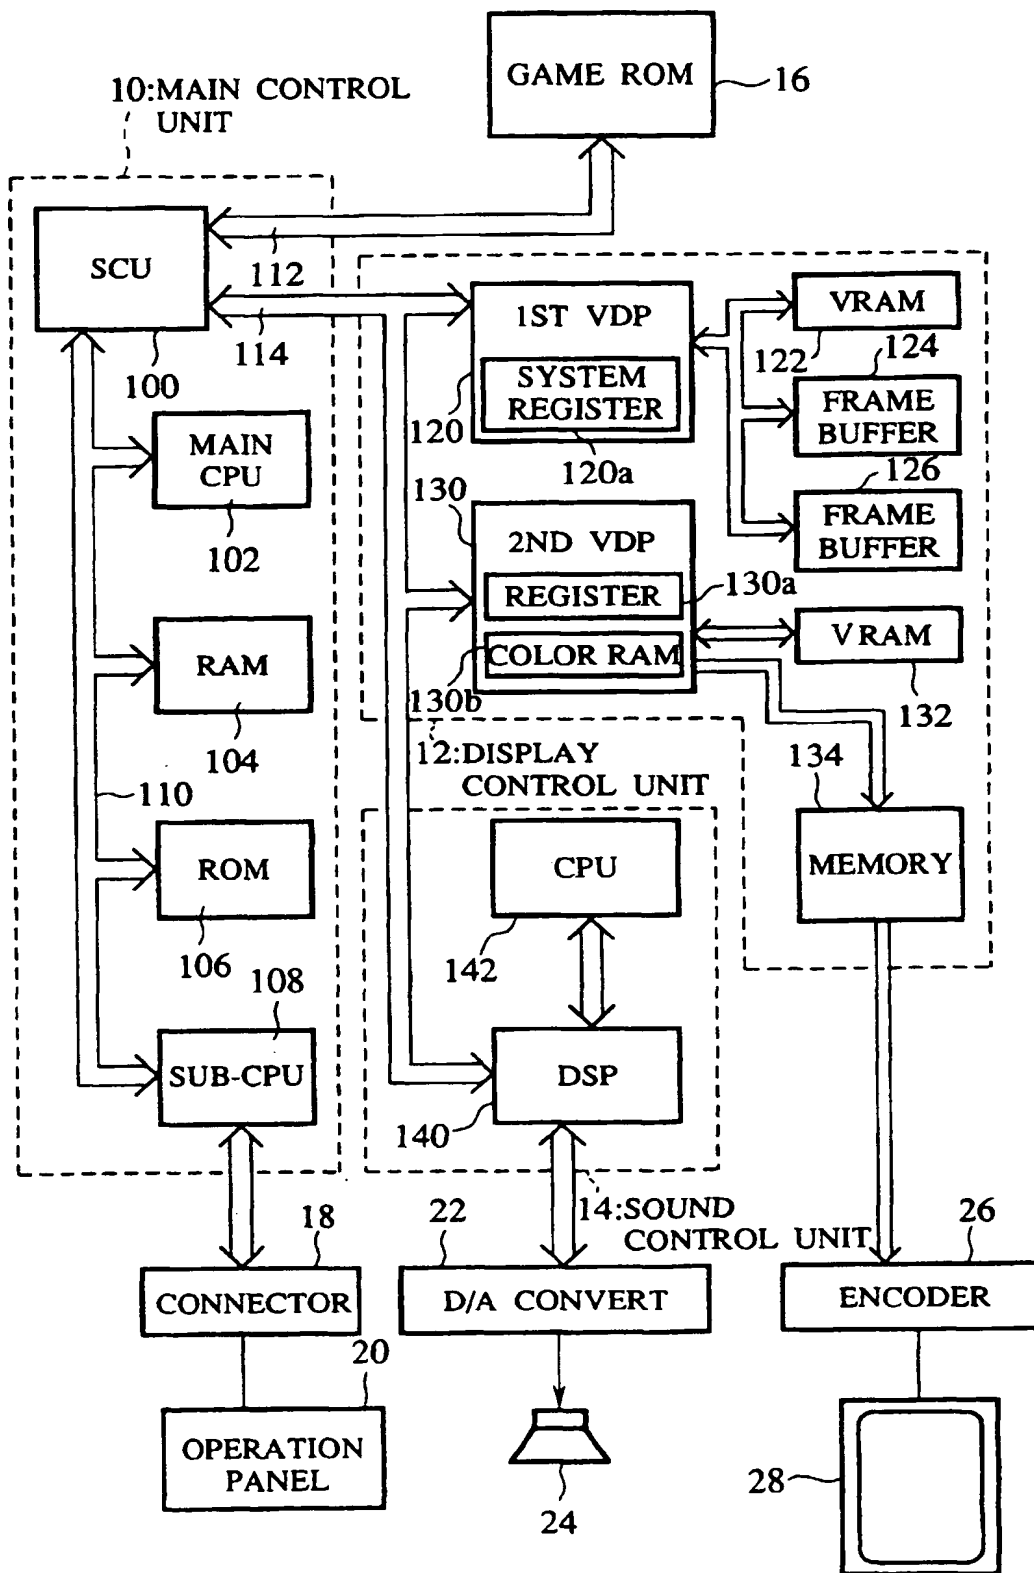 GAME ROM
16
10:MAIN CONTROL
UNIT
SCU
112
114
100
1ST VDP
SYSTEM
REGISTER
120
120a
VRAM
122
124
FRAME
BUFFER
126
FRAME
BUFFER
MAIN
CPU
102
130
2ND VDP
REGISTER
130a
COLOR RAM
130b
VRAM
132
RAM
104
12:DISPLAY
CONTROL UNIT
134
110
ROM
106
CPU
142
MEMORY
108
SUB-CPU
DSP
140
14:SOUND
CONTROL UNIT
18
CONNECTOR
22
D/A CONVERT
26
ENCODER
20
OPERATION
PANEL
24
28